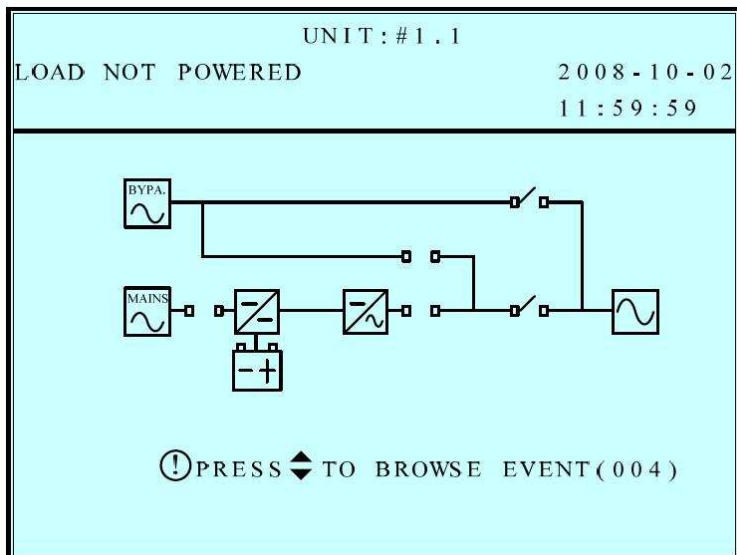 UNIT:#1.1
LOAD NOT POWERED
2008-10-02
11:59:59
BYPA.
MAINS
PRESS TO BROWSE EVENT(004)